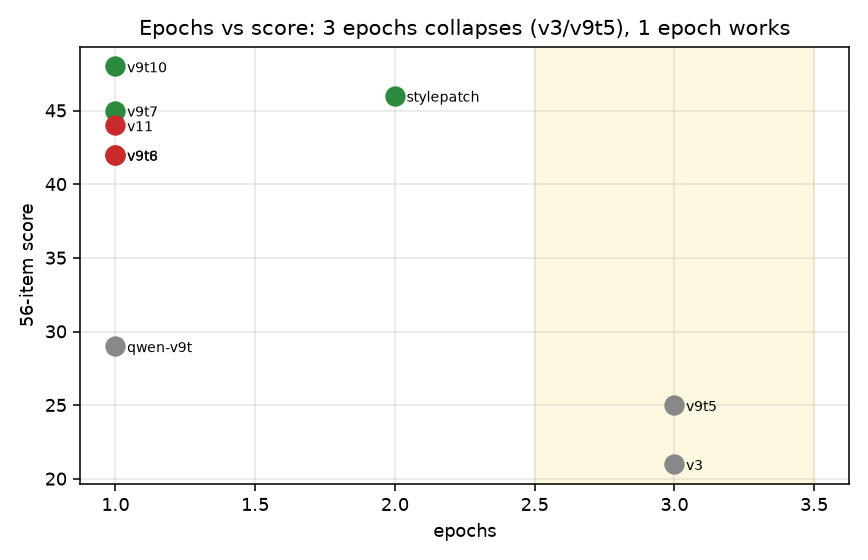 Epochs vs score: 3 epochs collapses (v3/v9t5), 1 epoch works
v9t10
stylepatch
v9t7
v11
qwen-v9t
v9t5
v3
45
40
35
30
25
20
56-item score
1.0
1.5
2.0
2.5
3.0
3.5
epochs